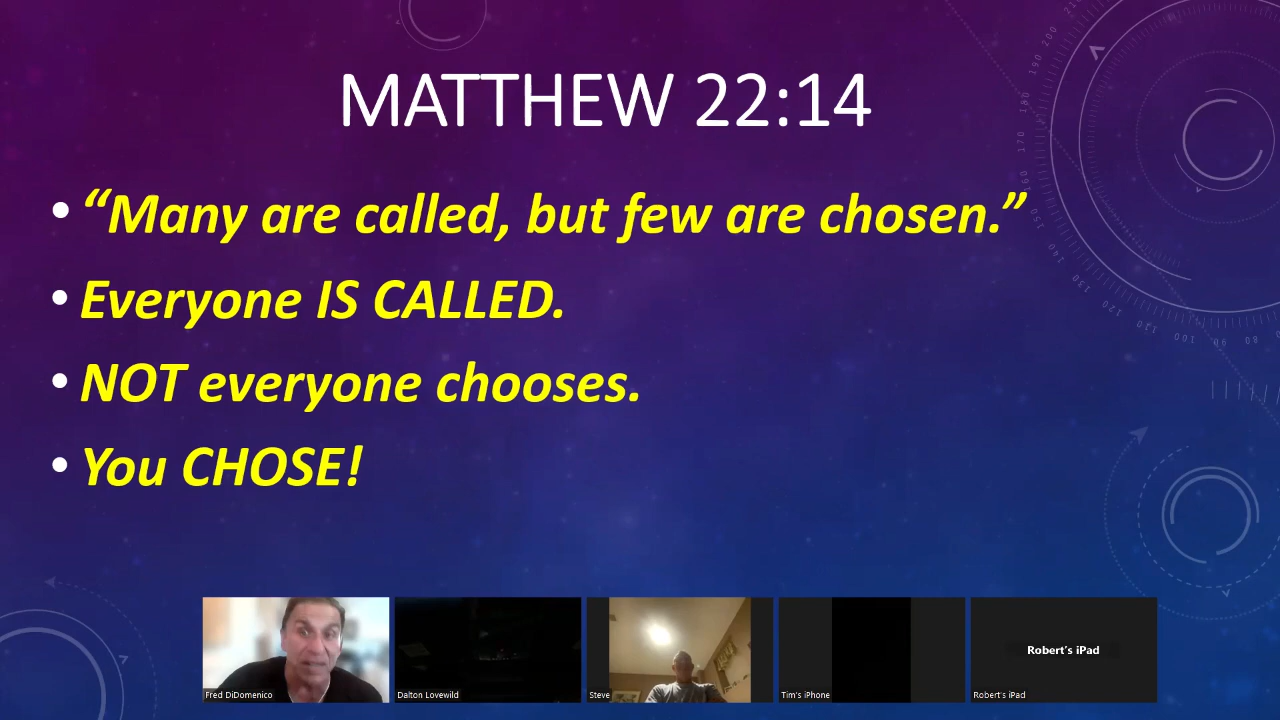 MATTHEW 22:14
• “Many are called, but few are chosen.”
• Everyone IS CALLED.
• NOT everyone chooses.
• You CHOSE!
Robert's iPad
Fred DiDomenico
Dalton Lovewild
Steve
Tim's iPhone
Robert's iPad